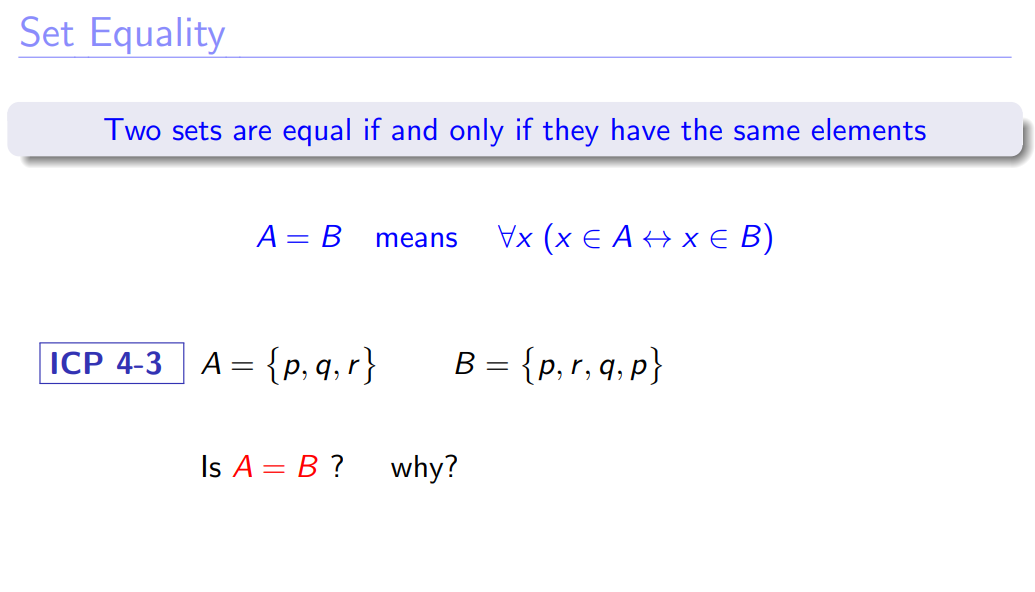 Set Equality
Two sets are equal if and only if they have the same elements
A = B means ∀x (x ∈ A ↔ x ∈ B)
ICP 4-3 A = {p, q, r} B = {p, r, q, p}
Is A = B ? why?